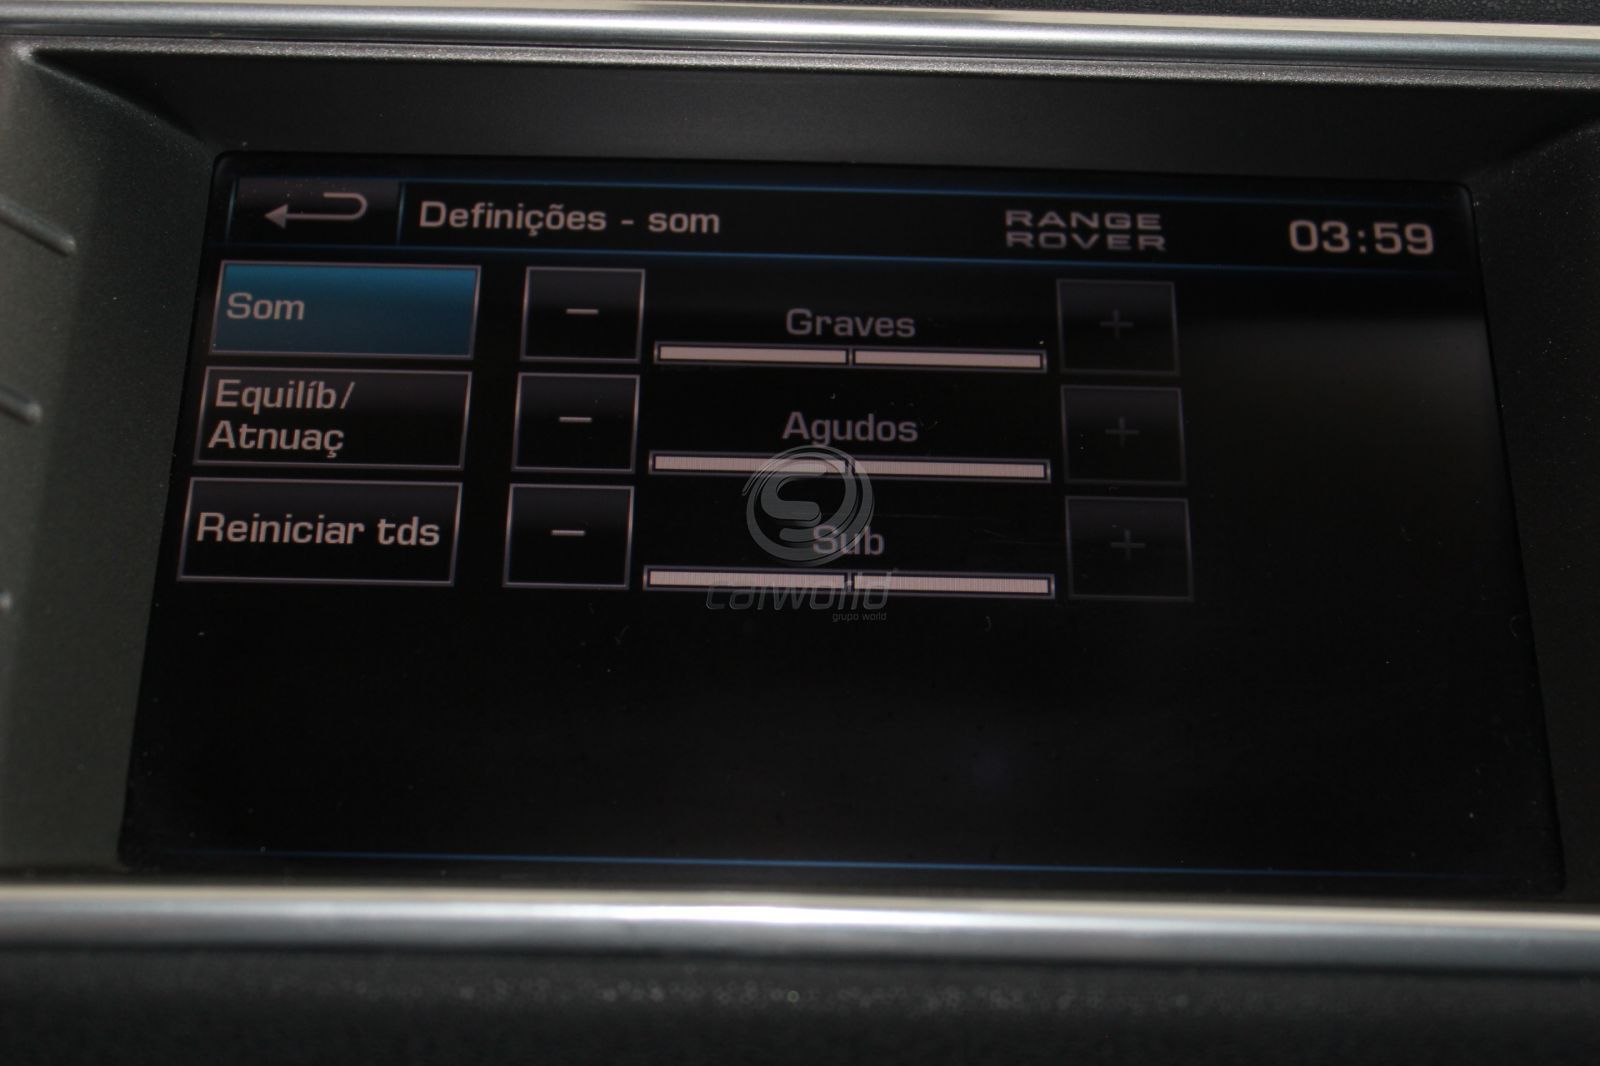 Definições - som
RANGE
ROVER
03:59
Som
− Graves +
Equilíb/
Atnuaç
− Agudos +
Reiniciar tds
− Sub +
carworld
grupo world